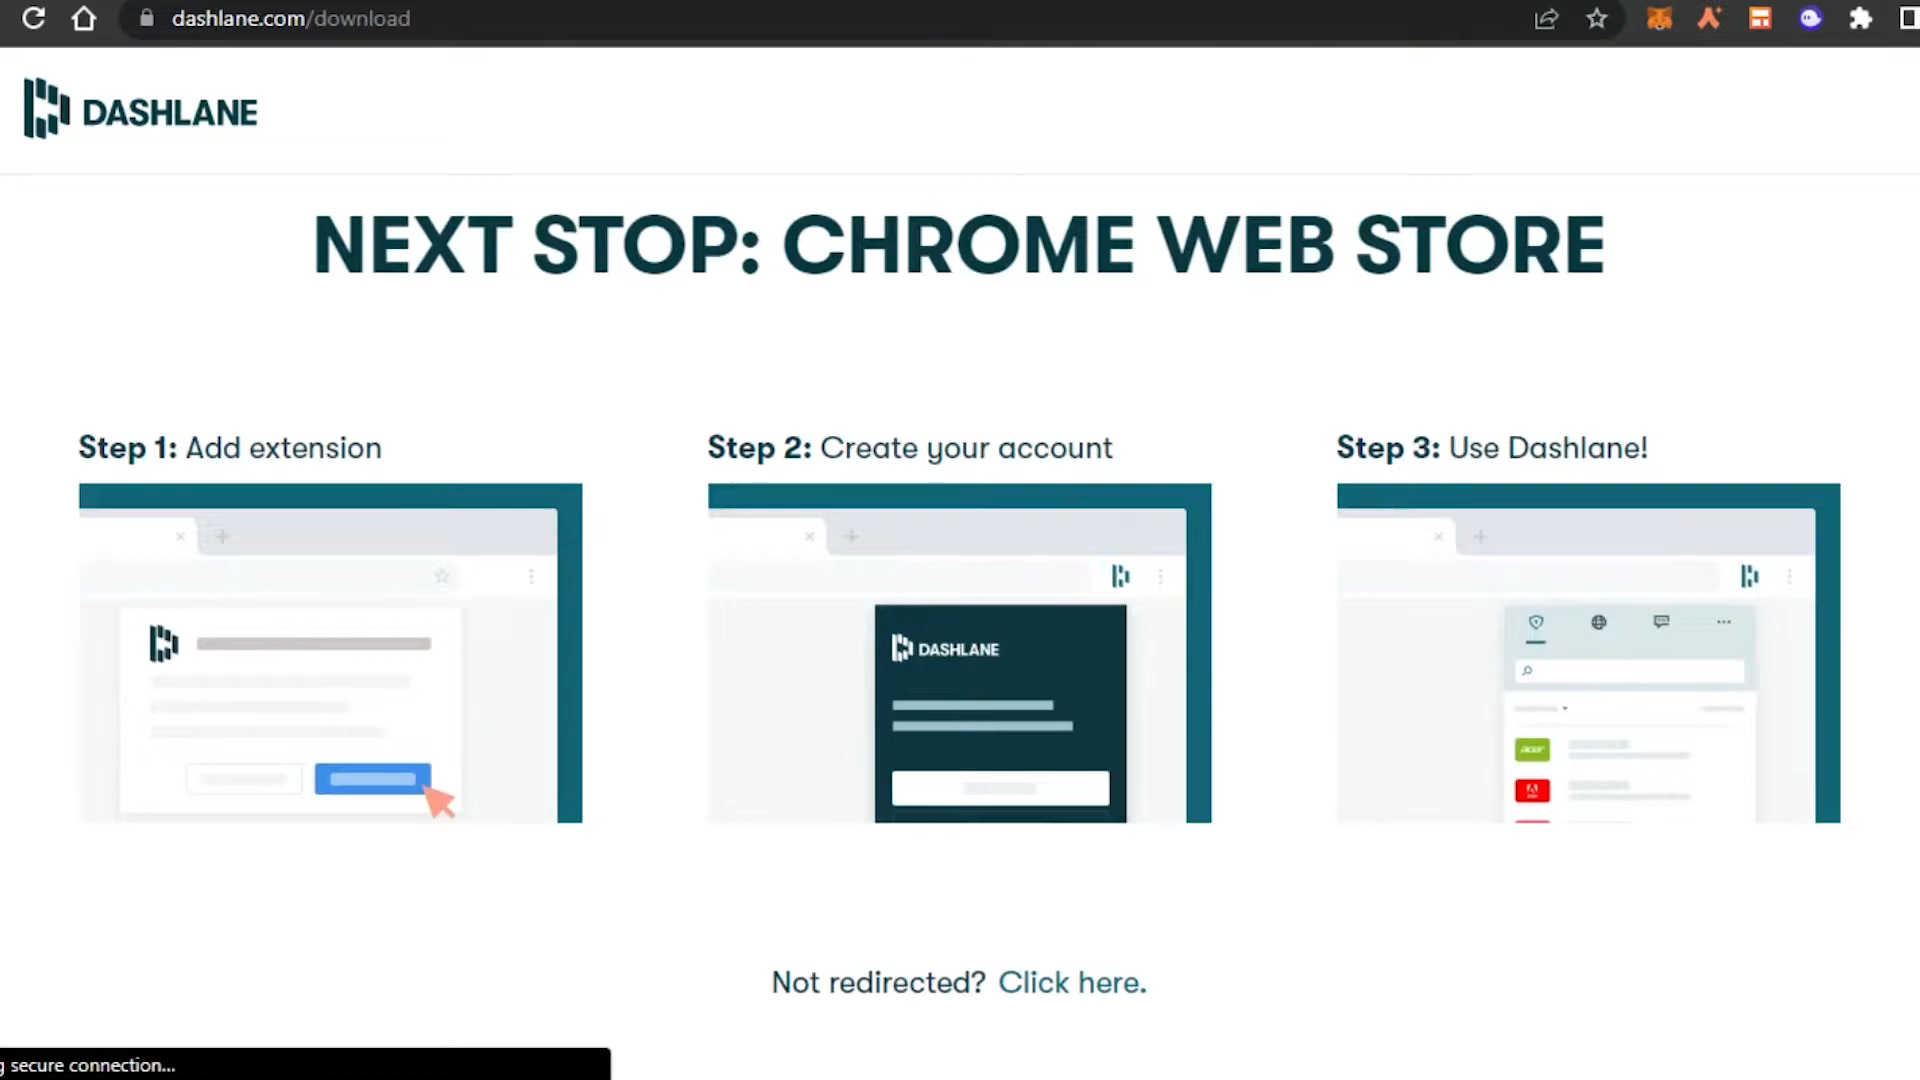 dashlane.com/download
DASHLANE
NEXT STOP: CHROME WEB STORE
Step 1: Add extension
Step 2: Create your account
Step 3: Use Dashlane!
DASHLANE
acer
Not redirected? Click here.
g secure connection...